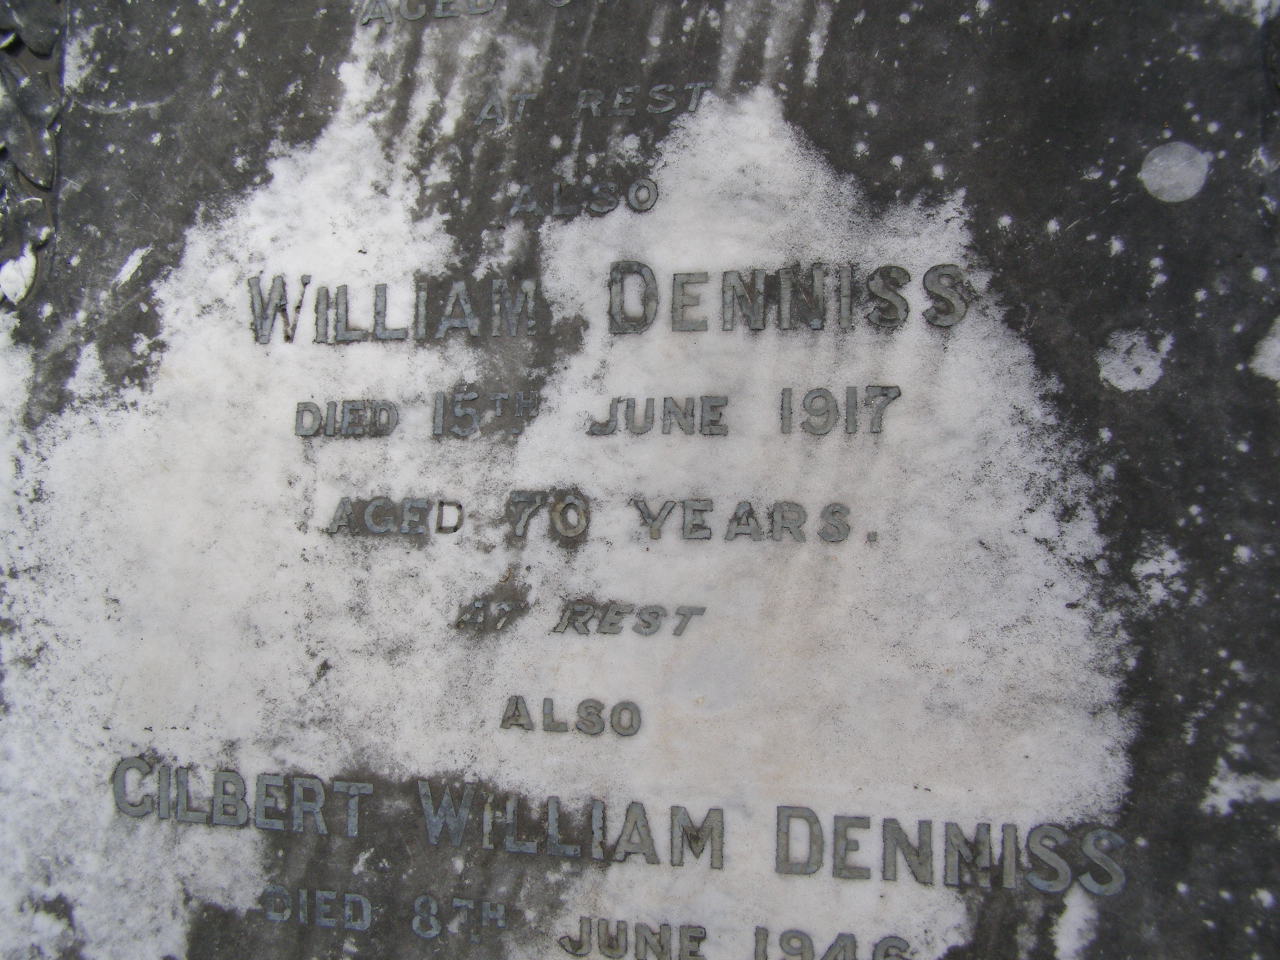 AGED
AT REST
ALSO
WILLIAM DENNISS
DIED 15TH JUNE 1917
AGED 70 YEARS.
AT REST
ALSO
GILBERT WILLIAM DENNISS
DIED 8TH JUNE 1946